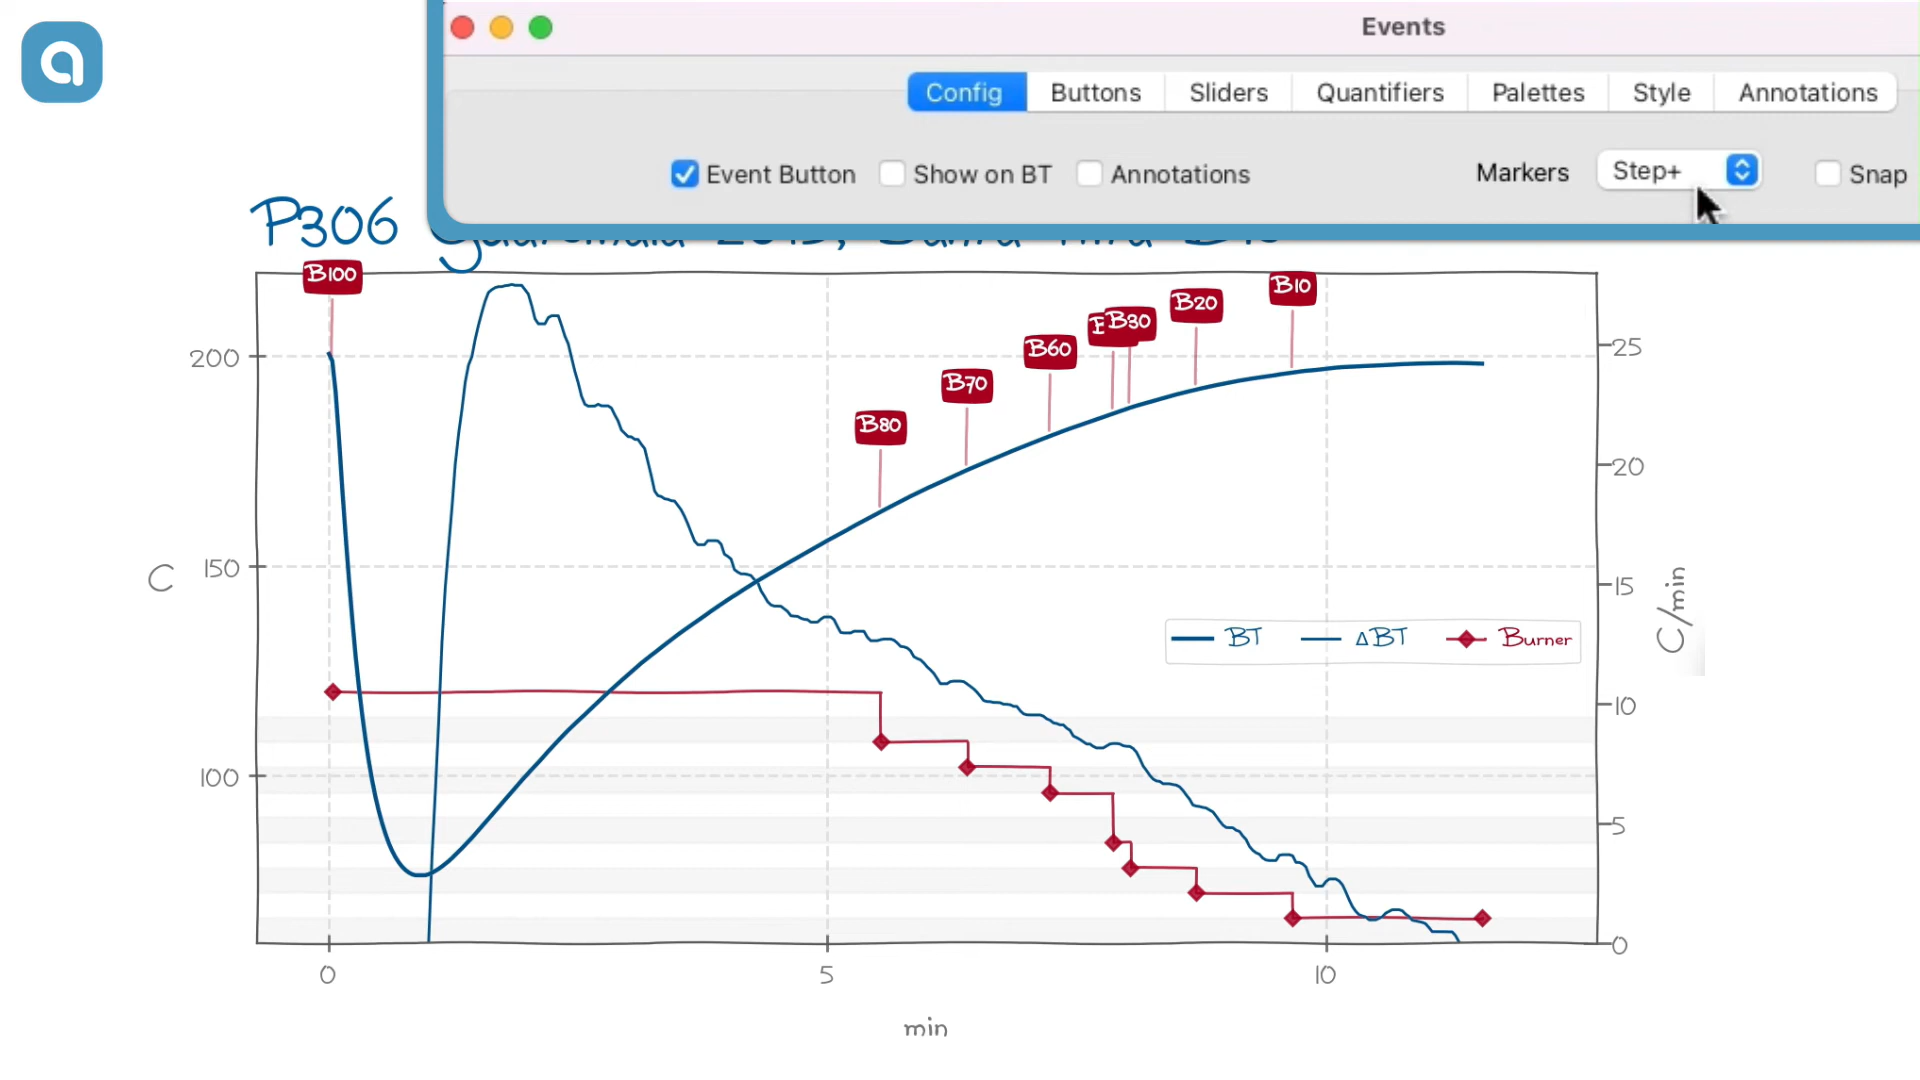 Events
Config Buttons Sliders Quantifiers Palettes Style Annotations
Event Button Show on BT Annotations Markers Step+ Snap
P306
B100
B10
B20
B30
B60
B70
B80
200
150
100
C
25
20
15
10
5
0
C/min
BT ΔBT Burner
0 5 10
min